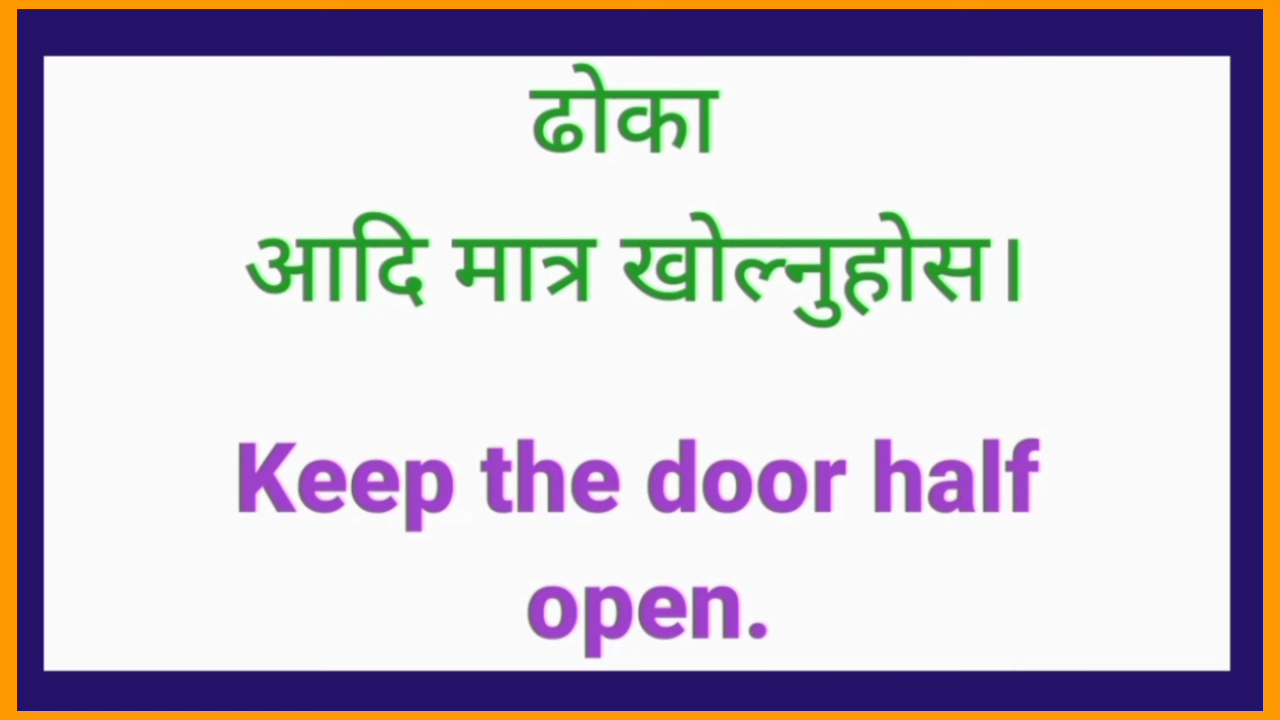 ढोका
आदि मात्र खोल्नुहोस।
Keep the door half
open.